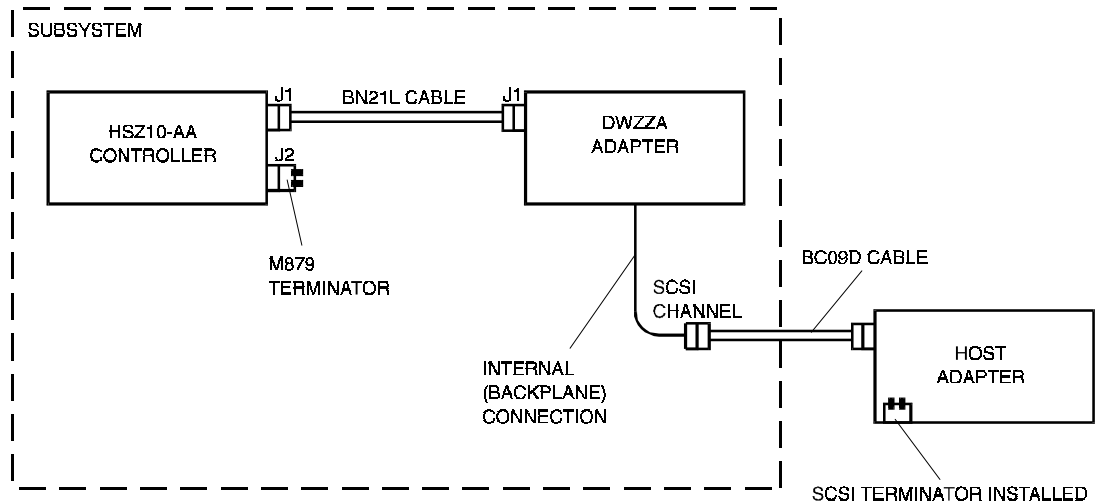 SUBSYSTEM
J1
BN21L CABLE
J1
HSZ10-AA
CONTROLLER
DWZZA
ADAPTER
J2
M879
TERMINATOR
BC09D CABLE
SCSI
CHANNEL
INTERNAL
(BACKPLANE)
CONNECTION
HOST
ADAPTER
SCSI TERMINATOR INSTALLED